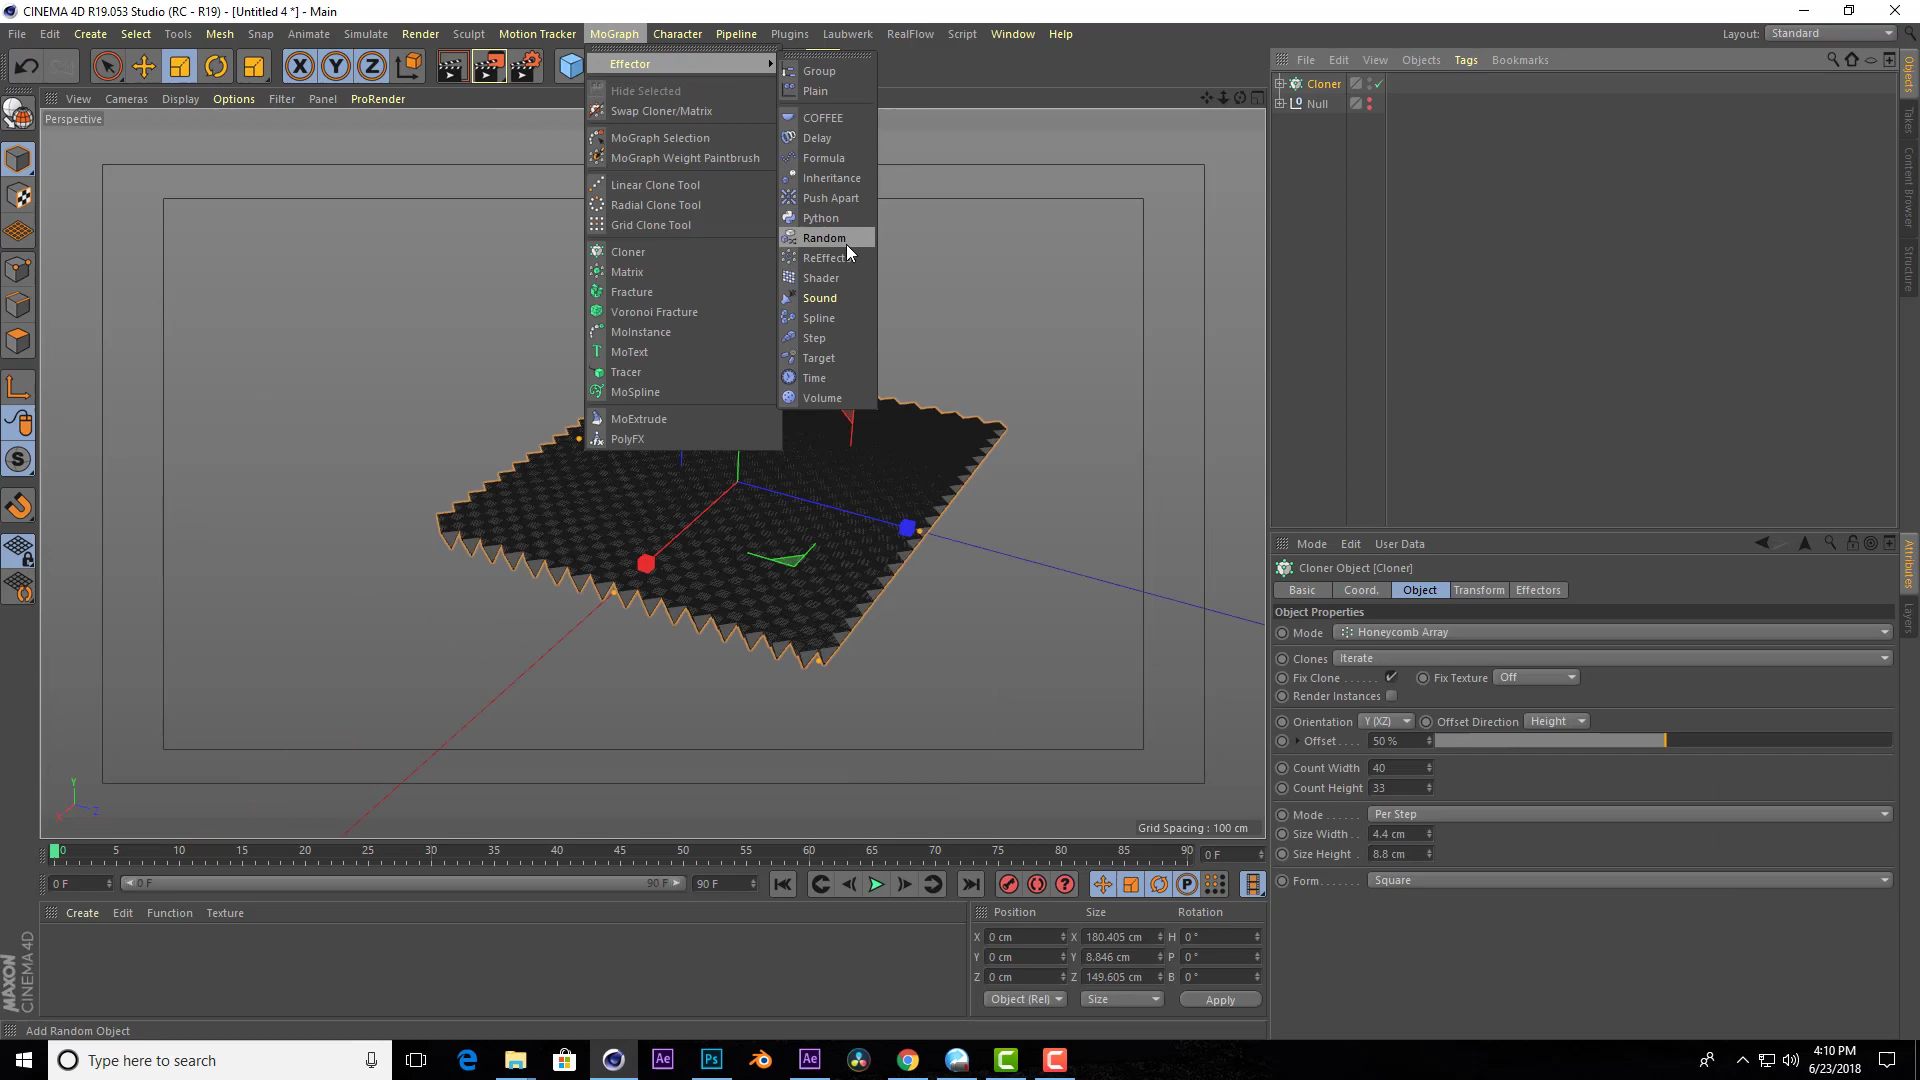 CINEMA 4D R19.053 Studio (RC - R19) - [Untitled 4 *] - Main
File Edit Create Select Tools Mesh Snap Animate Simulate Render Sculpt Motion Tracker MoGraph Character Pipeline Plugins Laubwerk RealFlow Script Window Help
Layout: Standard
View Cameras Display Options Filter Panel ProRender
Perspective
Effector
Hide Selected
Swap Cloner/Matrix
MoGraph Selection
MoGraph Weight Paintbrush
Linear Clone Tool
Radial Clone Tool
Grid Clone Tool
Cloner
Matrix
Fracture
Voronoi Fracture
MoInstance
MoText
Tracer
MoSpline
MoExtrude
PolyFX
Group
Plain
COFFEE
Delay
Formula
Inheritance
Push Apart
Python
Random
Shader
Sound
Spline
Step
Target
Time
Volume
Grid Spacing : 100 cm
File Edit View Objects Tags Bookmarks
Cloner
Null
Objects
Takes
Content Browser
Structure
Mode Edit User Data
Cloner Object [Cloner]
Basic Coord. Object Transform Effectors
Object Properties
Mode Honeycomb Array
Clones Iterate
Fix Clone Fix Texture Off
Render Instances
Orientation Y (XZ) Offset Direction Height
Offset 50 %
Count Width 40
Count Height 33
Mode Per Step
Size Width 4.4 cm
Size Height 8.8 cm
Form Square
Attributes
Layers
0 5 10 15 20 25 30 35 40 45 50 55 60 65 70 75 80 85 90 0 F
0 F 0 F 90 F 90 F
Create Edit Function Texture
Position Size Rotation
X 0 cm X 180.405 cm H 0 °
Y 0 cm Y 8.846 cm P 0 °
Z 0 cm Z 149.605 cm B 0 °
Object (Rel) Size Apply
MAXON CINEMA 4D
Add Random Object
Type here to search
4:10 PM
6/23/2018